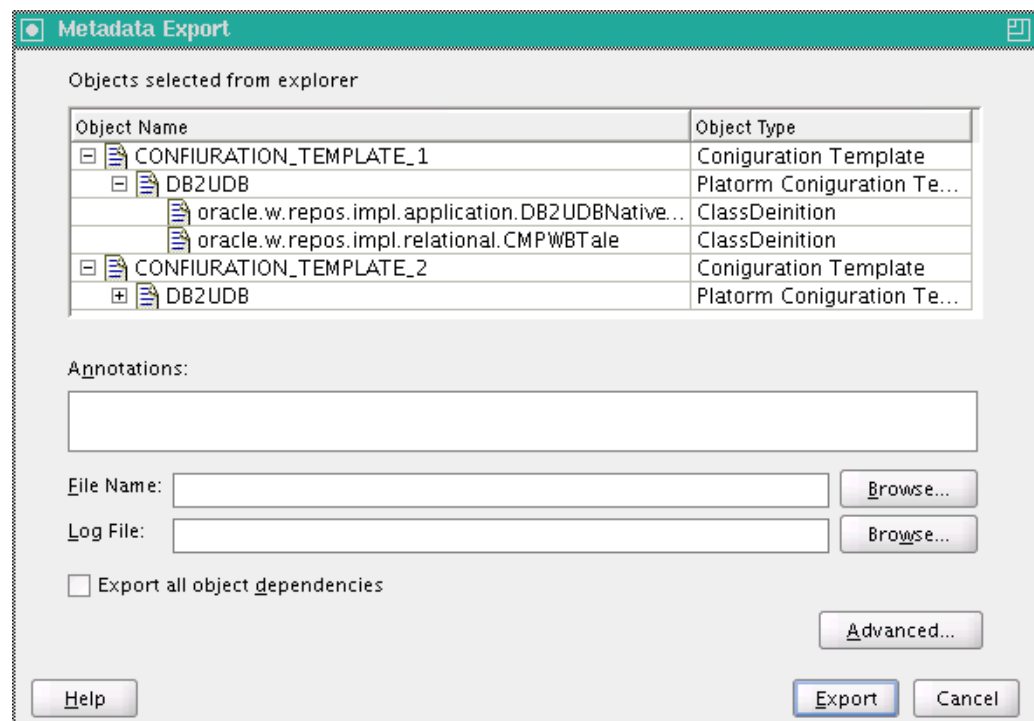 Metadata Export
Objects selected from explorer
Object Name Object Type
CONFIURATION_TEMPLATE_1 Coniguration Template
DB2UDB Platorm Coniguration Te...
oracle.w.repos.impl.application.DB2UDBNative... ClassDeinition
oracle.w.repos.impl.relational.CMPWBTale ClassDeinition
CONFIURATION_TEMPLATE_2 Coniguration Template
DB2UDB Platorm Coniguration Te...
Annotations:
File Name: Browse...
Log File: Browse...
Export all object dependencies
Advanced...
Help Export Cancel